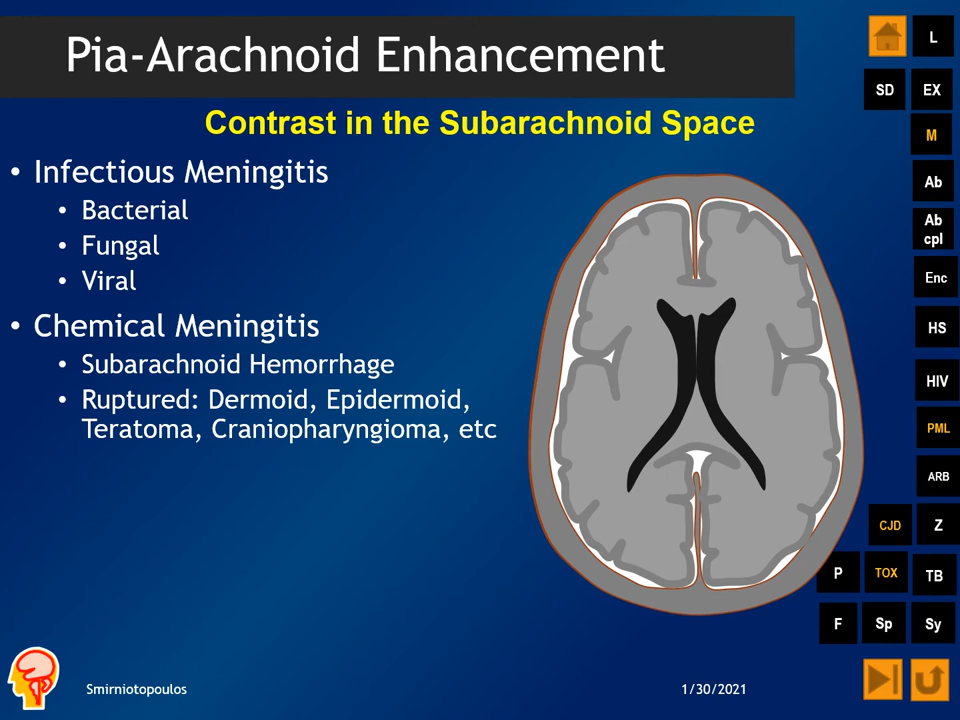 Pia-Arachnoid Enhancement
Contrast in the Subarachnoid Space
• Infectious Meningitis
• Bacterial
• Fungal
• Viral
• Chemical Meningitis
• Subarachnoid Hemorrhage
• Ruptured: Dermoid, Epidermoid,
Teratoma, Craniopharyngioma, etc
L
SD
EX
M
Ab
Ab
cpl
Enc
HS
HIV
PML
ARB
CJD
Z
P
TOX
TB
F
Sp
Sy
Smirniotopoulos
1/30/2021